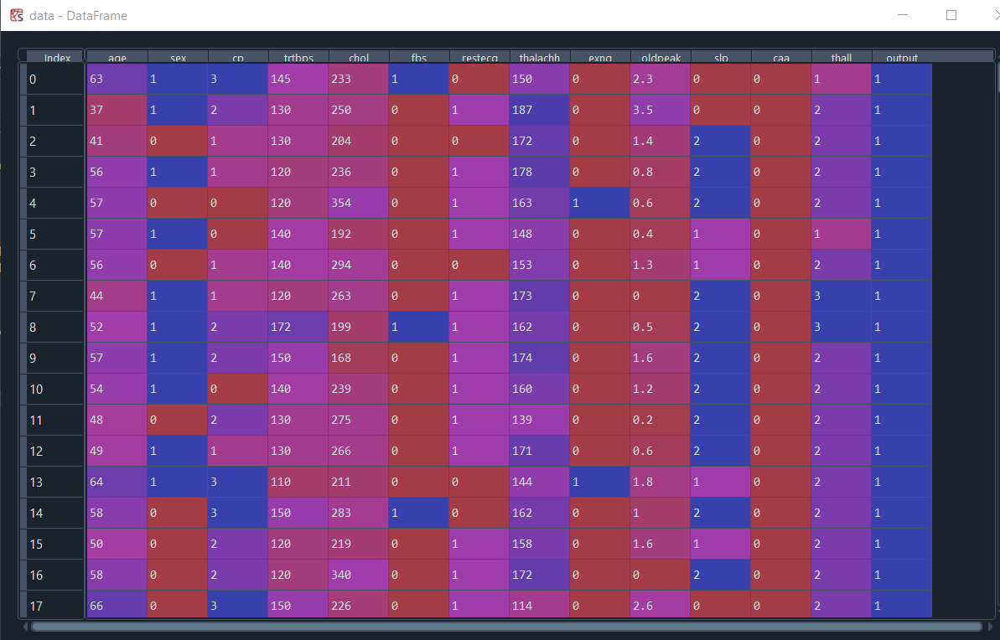 data - DataFrame
Index age sex cp trtbps chol fbs restecg thalachh exng oldpeak slp caa thall output
0 63 1 3 145 233 1 0 150 0 2.3 0 0 1 1
1 37 1 2 130 250 0 1 187 0 3.5 0 0 2 1
2 41 0 1 130 204 0 0 172 0 1.4 2 0 2 1
3 56 1 1 120 236 0 1 178 0 0.8 2 0 2 1
4 57 0 0 120 354 0 1 163 1 0.6 2 0 2 1
5 57 1 0 140 192 0 1 148 0 0.4 1 0 1 1
6 56 0 1 140 294 0 0 153 0 1.3 1 0 2 1
7 44 1 1 120 263 0 1 173 0 0 2 0 3 1
8 52 1 2 172 199 1 1 162 0 0.5 2 0 3 1
9 57 1 2 150 168 0 1 174 0 1.6 2 0 2 1
10 54 1 0 140 239 0 1 160 0 1.2 2 0 2 1
11 48 0 2 130 275 0 1 139 0 0.2 2 0 2 1
12 49 1 1 130 266 0 1 171 0 0.6 2 0 2 1
13 64 1 3 110 211 0 0 144 1 1.8 1 0 2 1
14 58 0 3 150 283 1 0 162 0 1 2 0 2 1
15 50 0 2 120 219 0 1 158 0 1.6 1 0 2 1
16 58 0 2 120 340 0 1 172 0 0 2 0 2 1
17 66 0 3 150 226 0 1 114 0 2.6 0 0 2 1